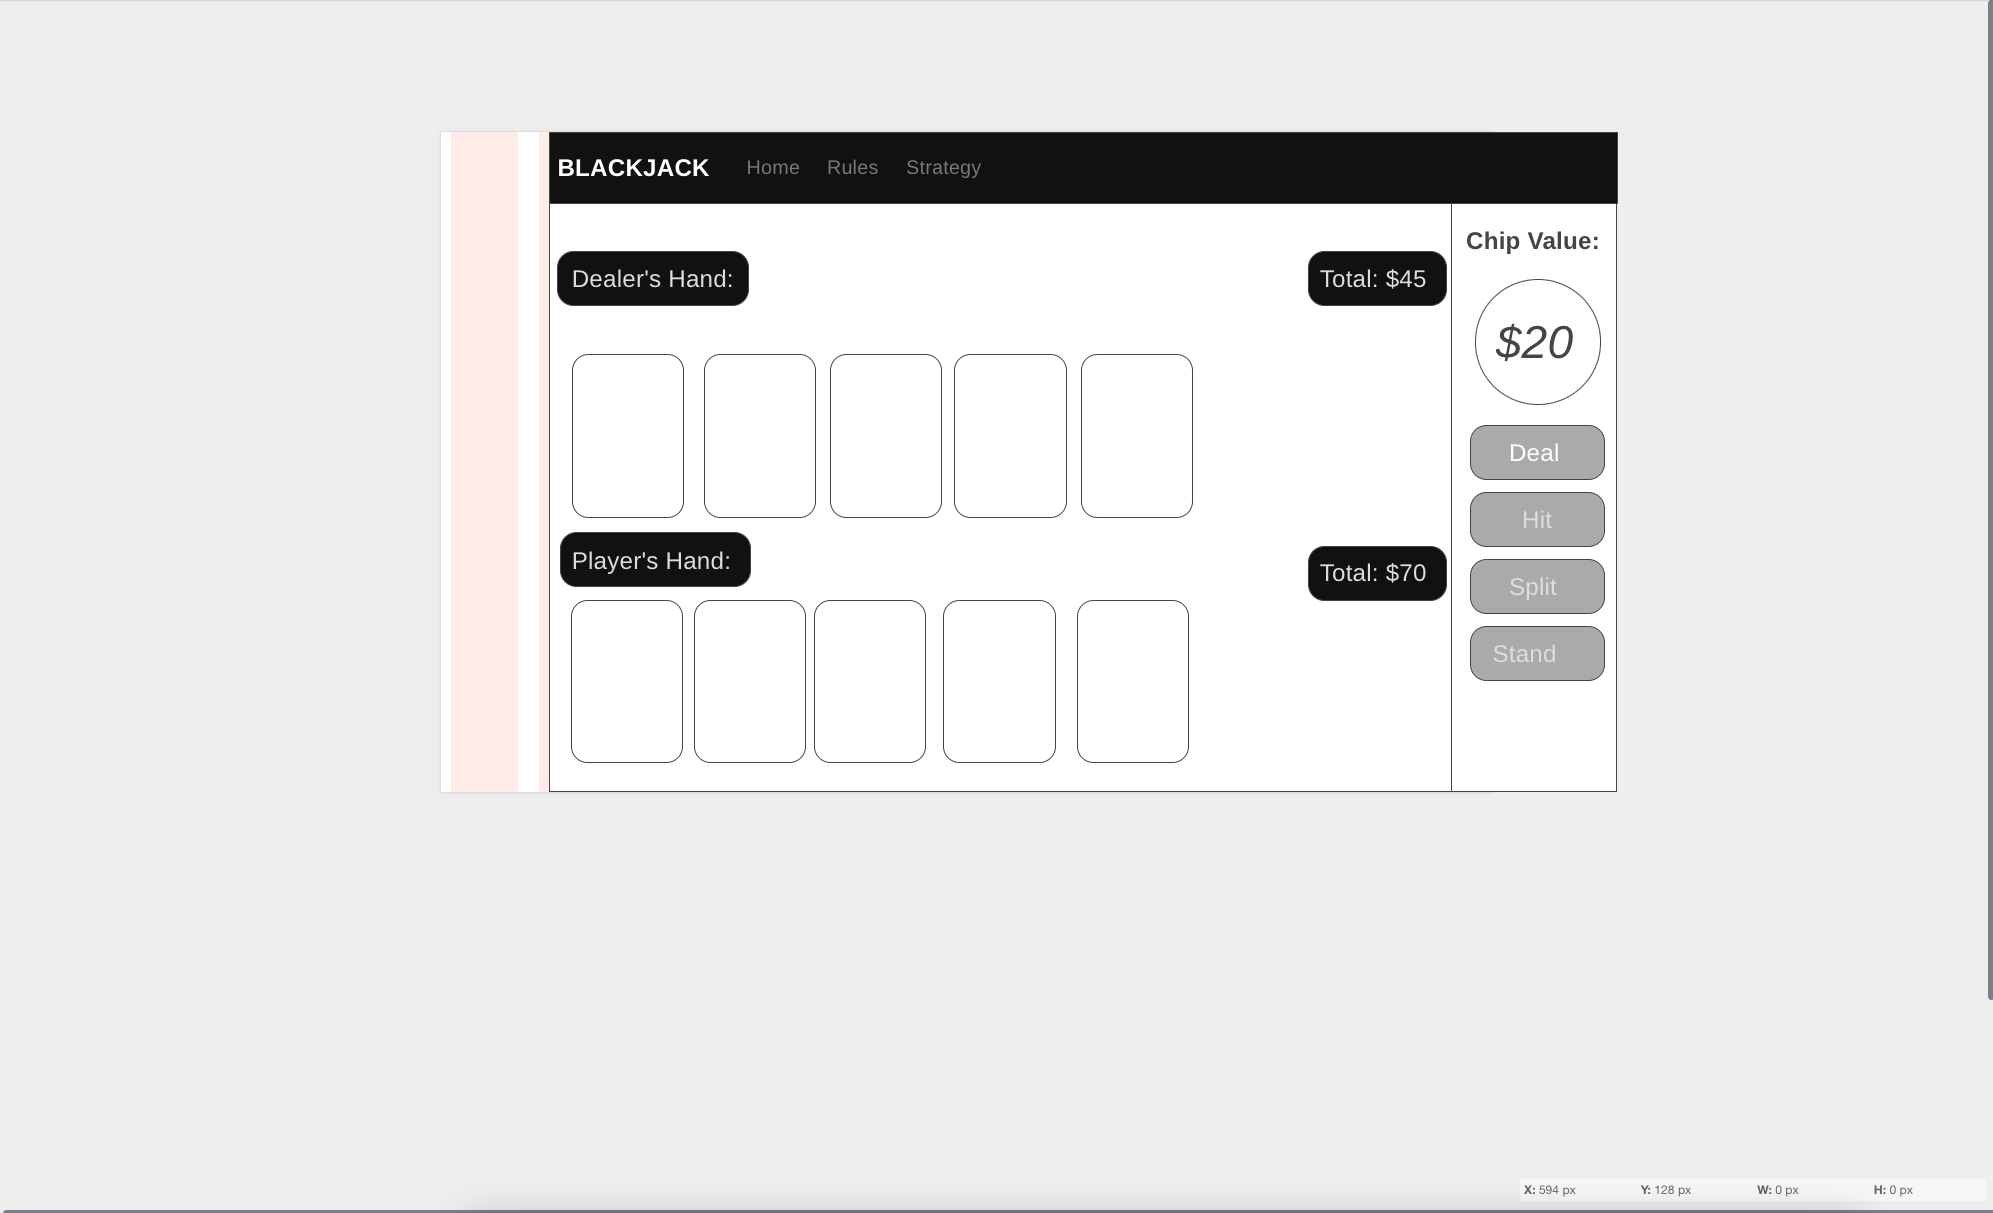 BLACKJACK Home Rules Strategy
Chip Value:
Dealer's Hand: Total: $45
$20
Deal
Hit
Player's Hand: Total: $70
Split
Stand
X: 594 px Y: 128 px W: 0 px H: 0 px